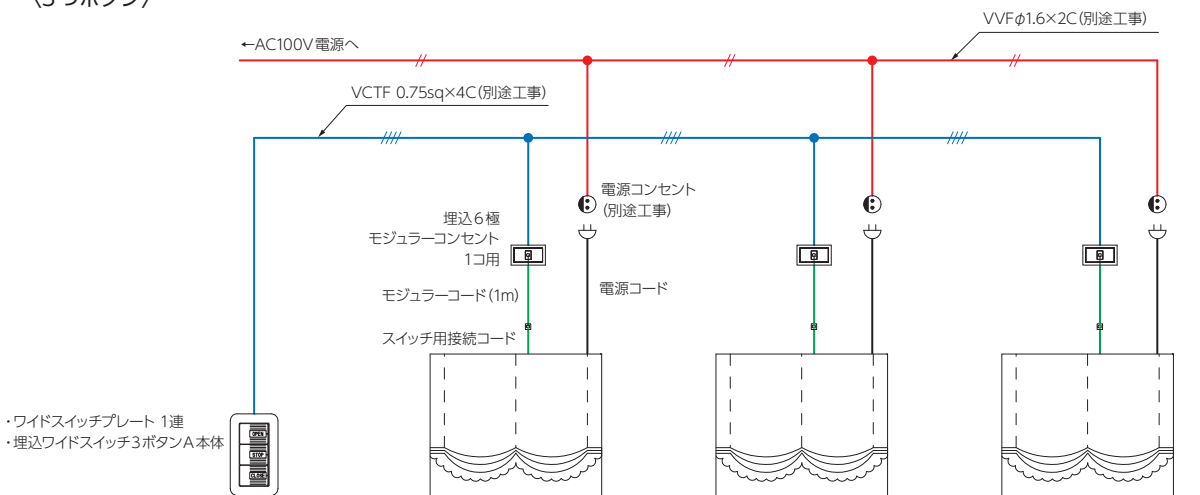 〈3つボタン〉
VVFφ1.6×2C(別途工事)
←AC100V電源へ
VCTF 0.75sq×4C(別途工事)
電源コンセント
(別途工事)
埋込6極
モジュラーコンセント
1コ用
モジュラーコード(1m)
電源コード
スイッチ用接続コード
・ワイドスイッチプレート 1連
・埋込ワイドスイッチ3ボタンA本体
OPEN
STOP
CLOSE